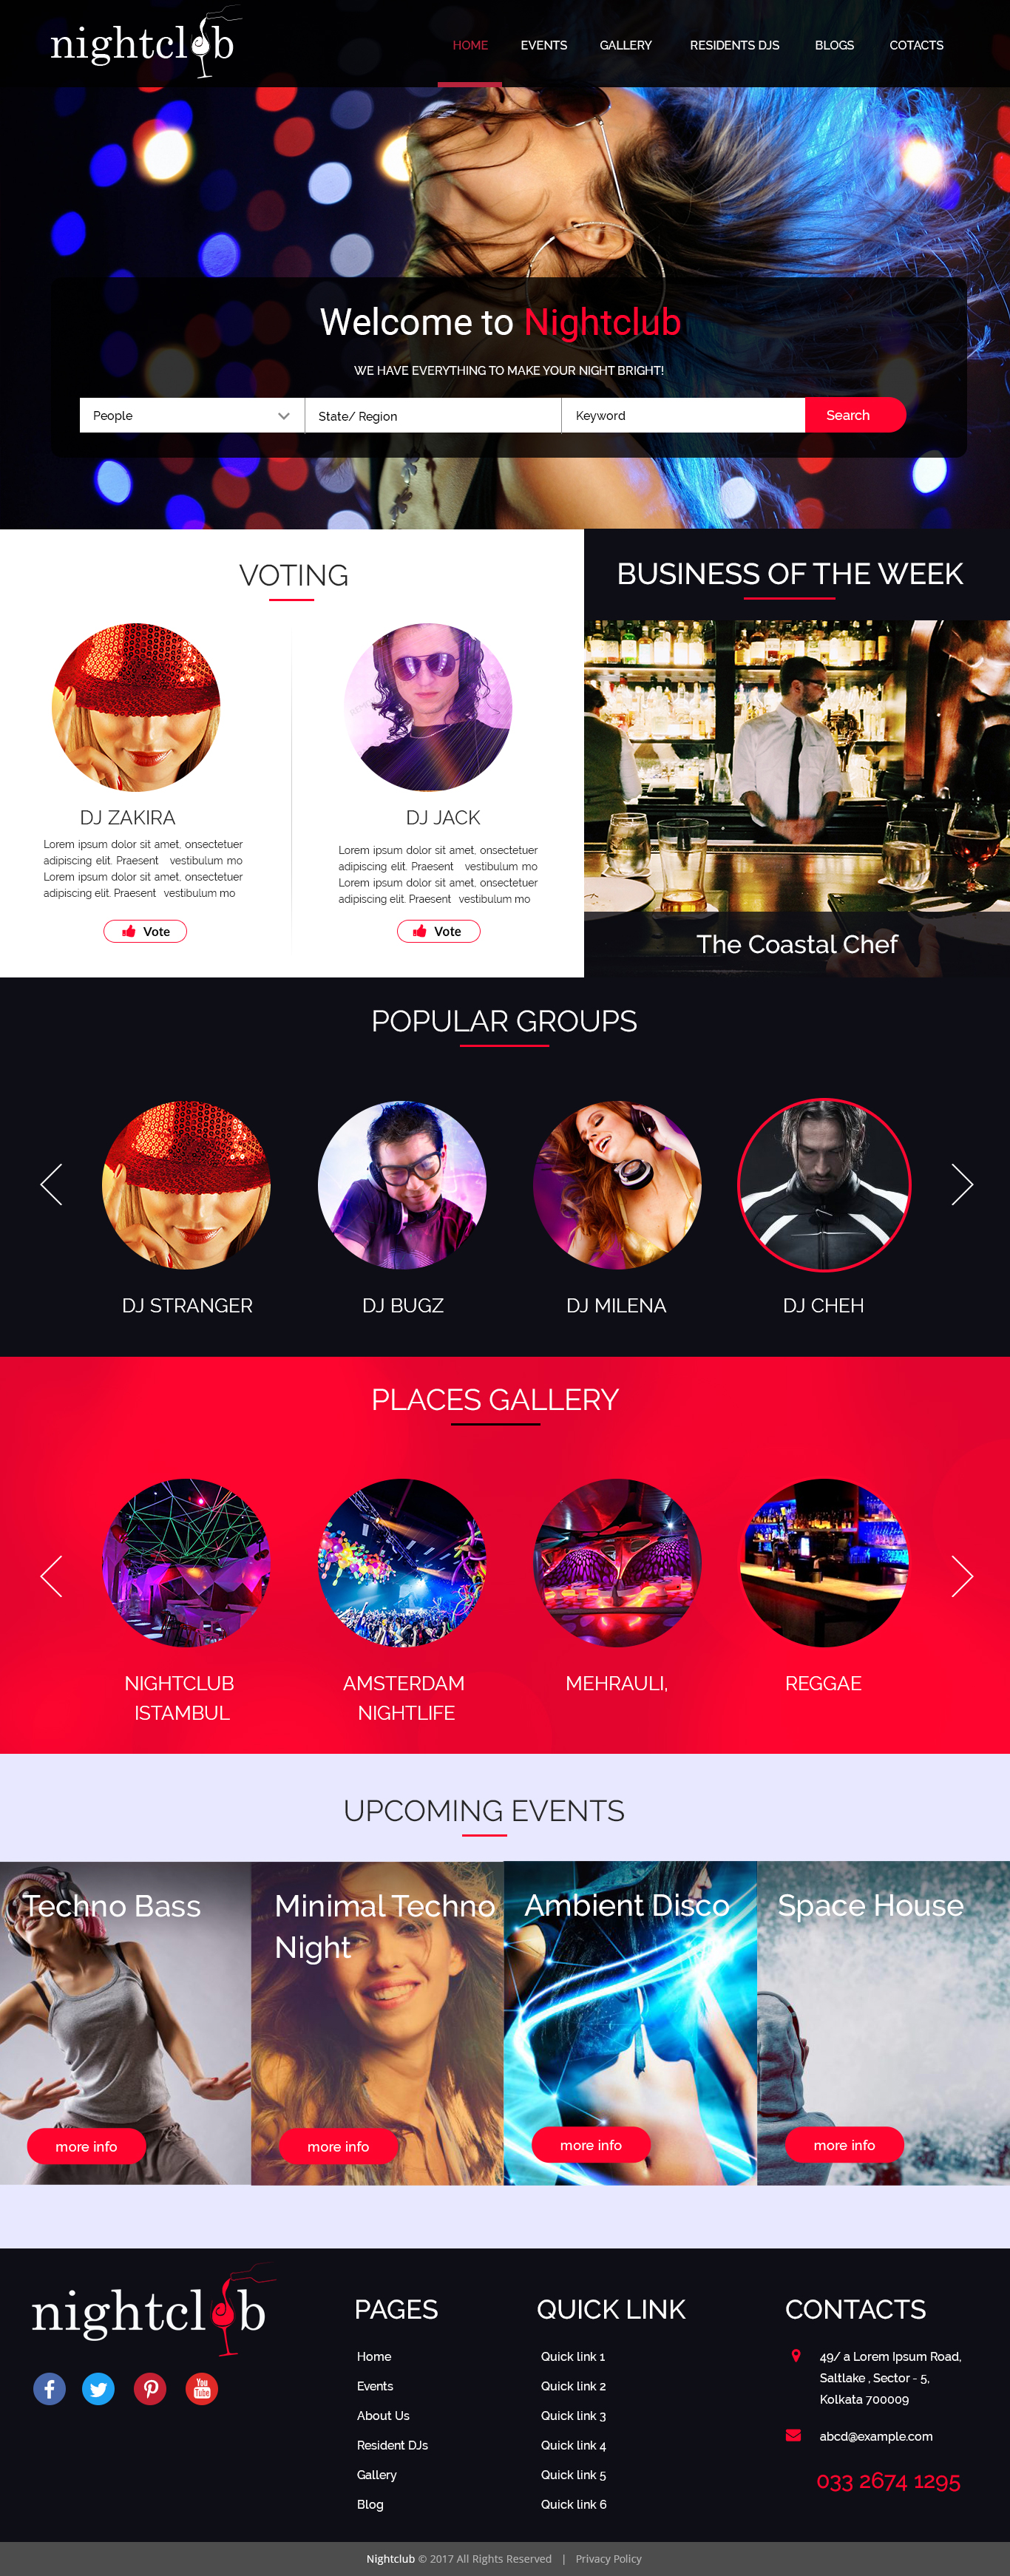 nightclub
HOME EVENTS GALLERY RESIDENTS DJS BLOGS COTACTS
Welcome to Nightclub
WE HAVE EVERYTHING TO MAKE YOUR NIGHT BRIGHT!
People State/ Region Keyword Search
VOTING
DJ ZAKIRA
Lorem ipsum dolor sit amet, onsectetuer
adipiscing elit. Praesent vestibulum mo
Lorem ipsum dolor sit amet, onsectetuer
adipiscing elit. Praesent vestibulum mo
Vote
DJ JACK
Lorem ipsum dolor sit amet, onsectetuer
adipiscing elit. Praesent vestibulum mo
Lorem ipsum dolor sit amet, onsectetuer
adipiscing elit. Praesent vestibulum mo
Vote
BUSINESS OF THE WEEK
The Coastal Chef
POPULAR GROUPS
DJ STRANGER DJ BUGZ DJ MILENA DJ CHEH
PLACES GALLERY
NIGHTCLUB
ISTAMBUL
AMSTERDAM
NIGHTLIFE
MEHRAULI,
REGGAE
UPCOMING EVENTS
Techno Bass
more info
Minimal Techno
Night
more info
Ambient Disco
more info
Space House
more info
nightclub
You
Tube
PAGES
Home
Events
About Us
Resident DJs
Gallery
Blog
QUICK LINK
Quick link 1
Quick link 2
Quick link 3
Quick link 4
Quick link 5
Quick link 6
CONTACTS
49/ a Lorem Ipsum Road,
Saltlake , Sector - 5,
Kolkata 700009
abcd@example.com
033 2674 1295
Nightclub © 2017 All Rights Reserved | Privacy Policy